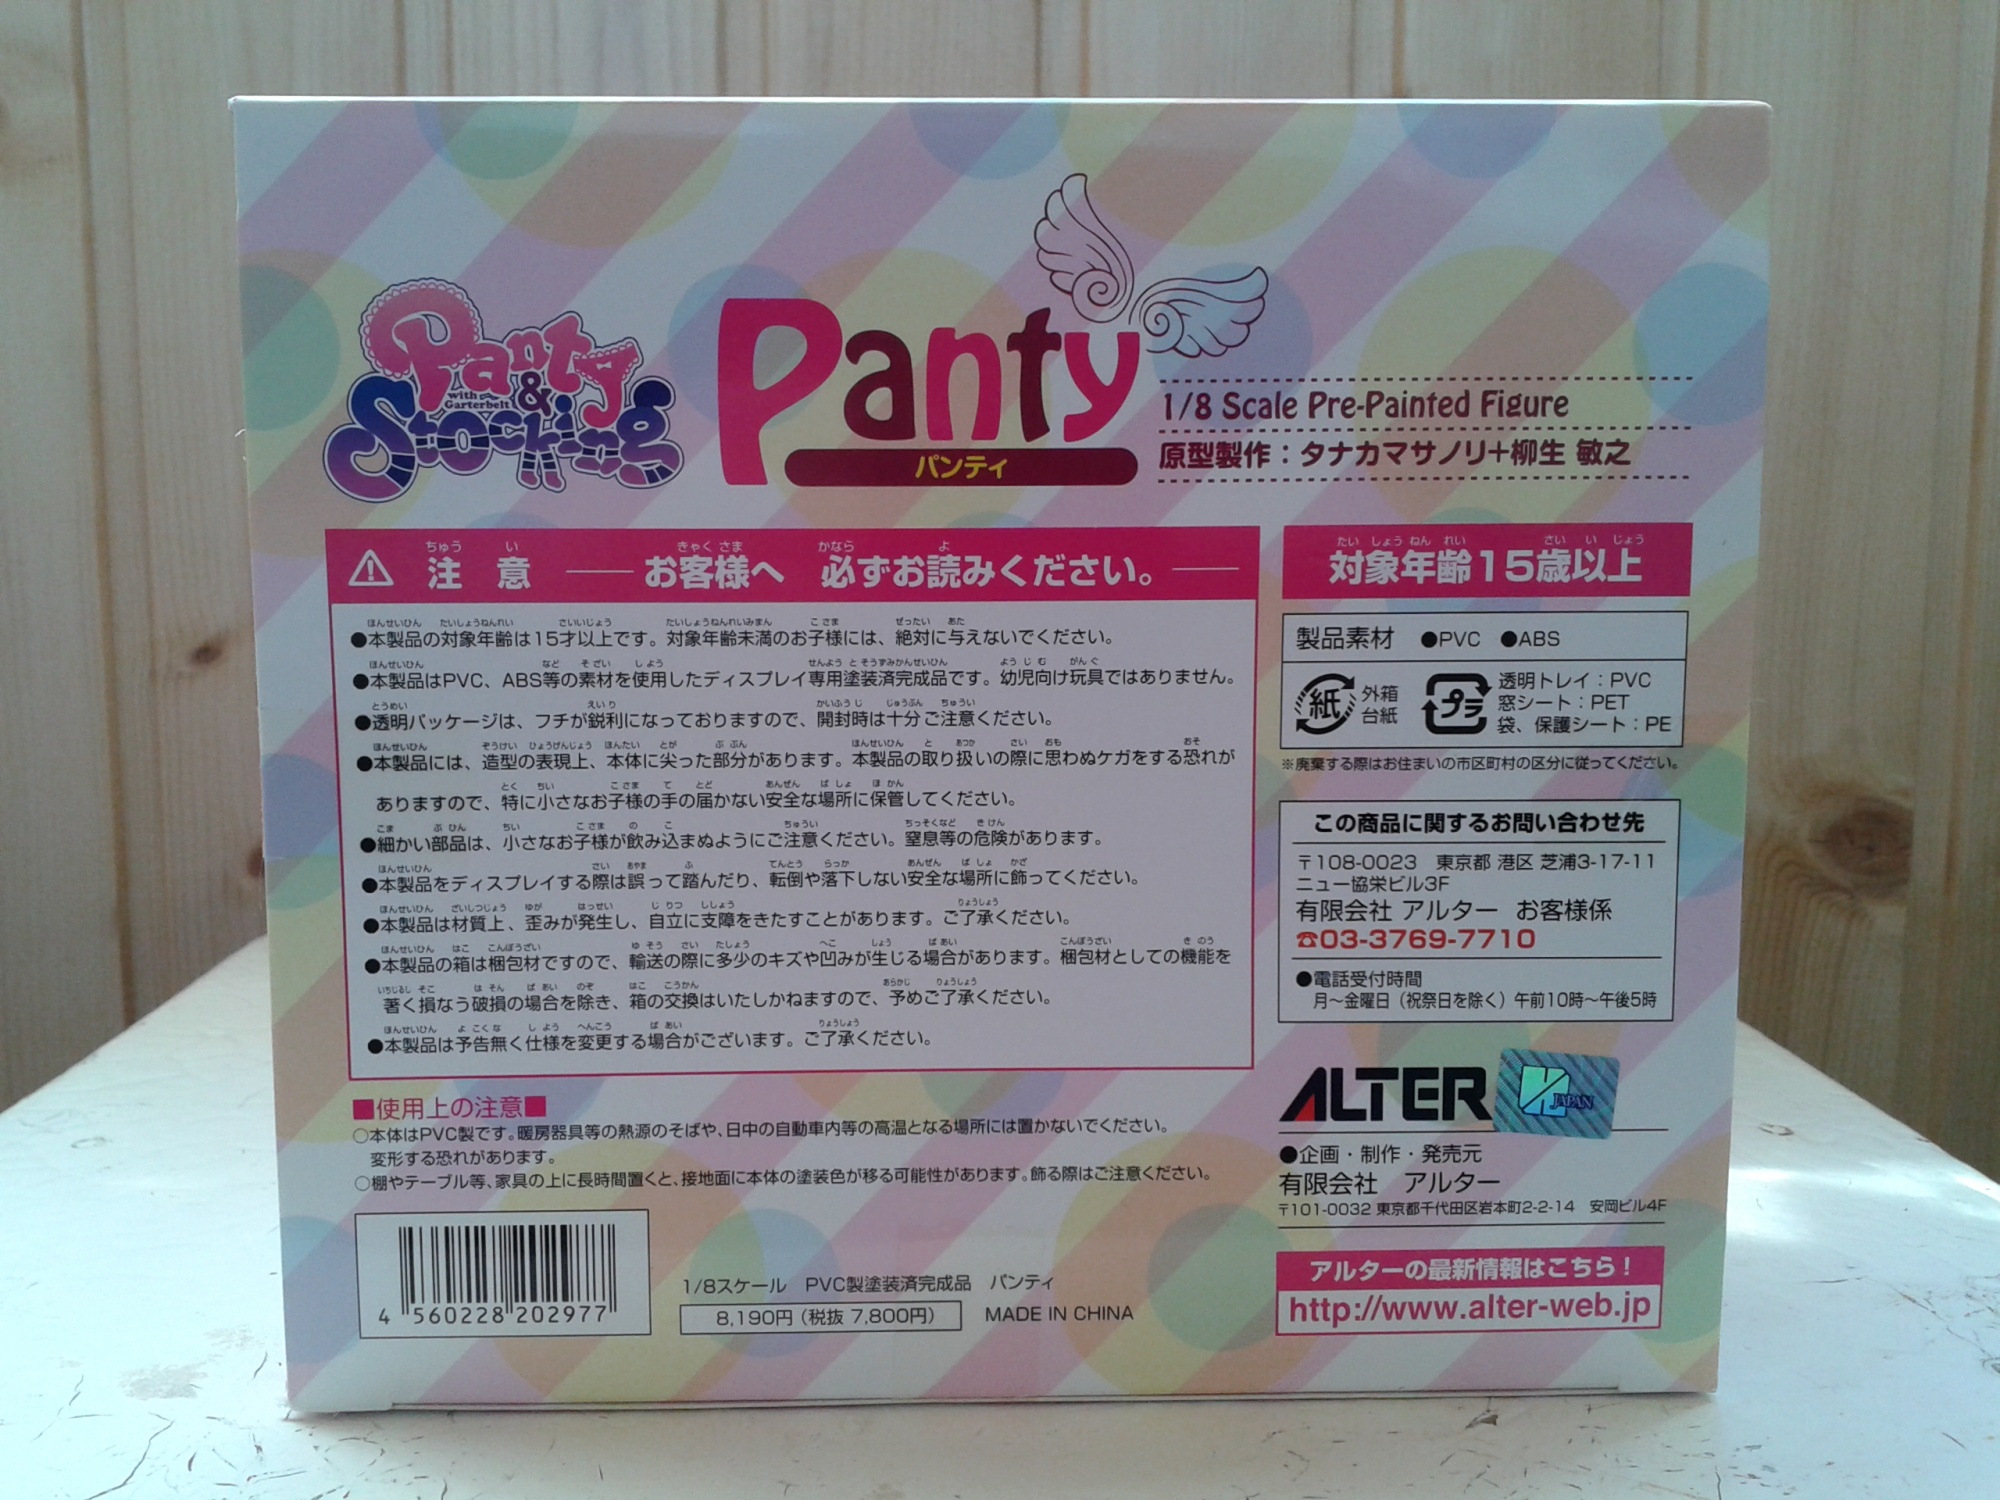 Panty
&
with
Garterbelt
Stocking
Panty
パンティ
1/8 Scale Pre-Painted Figure
原型製作：タナカマサノリ+柳生 敏之
注意 お客様へ 必ずお読みください。
●本製品の対象年齢は15才以上です。対象年齢未満のお子様には、絶対に与えないでください。
●本製品はPVC、ABS等の素材を使用したディスプレイ専用塗装済完成品です。幼児向け玩具ではありません。
●透明パッケージは、フチが鋭利になっておりますので、開封時は十分ご注意ください。
●本製品には、造型の表現上、本体に尖った部分があります。本製品の取り扱いの際に思わぬケガをする恐れが
ありますので、特に小さなお子様の手の届かない安全な場所に保管してください。
●細かい部品は、小さなお子様が飲み込まぬようにご注意ください。窒息等の危険があります。
●本製品をディスプレイする際は誤って踏んだり、転倒や落下しない安全な場所に飾ってください。
●本製品は材質上、歪みが発生し、自立に支障をきたすことがあります。ご了承ください。
●本製品の箱は梱包材ですので、輸送の際に多少のキズや凹みが生じる場合があります。梱包材としての機能を
著く損なう破損の場合を除き、箱の交換はいたしかねますので、予めご了承ください。
●本製品は予告無く仕様を変更する場合がございます。ご了承ください。
■使用上の注意■
○本体はPVC製です。暖房器具等の熱源のそばや、日中の自動車内等の高温となる場所には置かないでください。
変形する恐れがあります。
○棚やテーブル等、家具の上に長時間置くと、接地面に本体の塗装色が移る可能性があります。飾る際はご注意ください。
4 560228 202977
1/8スケール PVC製塗装済完成品 パンティ
8,190円（税抜 7,800円）
MADE IN CHINA
対象年齢15歳以上
製品素材 ●PVC ●ABS
紙 外箱
台紙
プラ 透明トレイ：PVC
窓シート：PET
袋、保護シート：PE
※廃棄する際はお住まいの市区町村の区分に従ってください。
この商品に関するお問い合わせ先
〒108-0023 東京都 港区 芝浦3-17-11
ニュー協栄ビル3F
有限会社 アルター お客様係
☎03-3769-7710
●電話受付時間
月〜金曜日（祝祭日を除く）午前10時〜午後5時
ALTER
JAPAN
●企画・制作・発売元
有限会社 アルター
〒101-0032 東京都千代田区岩本町2-2-14 安岡ビル4F
アルターの最新情報はこちら！
http://www.alter-web.jp